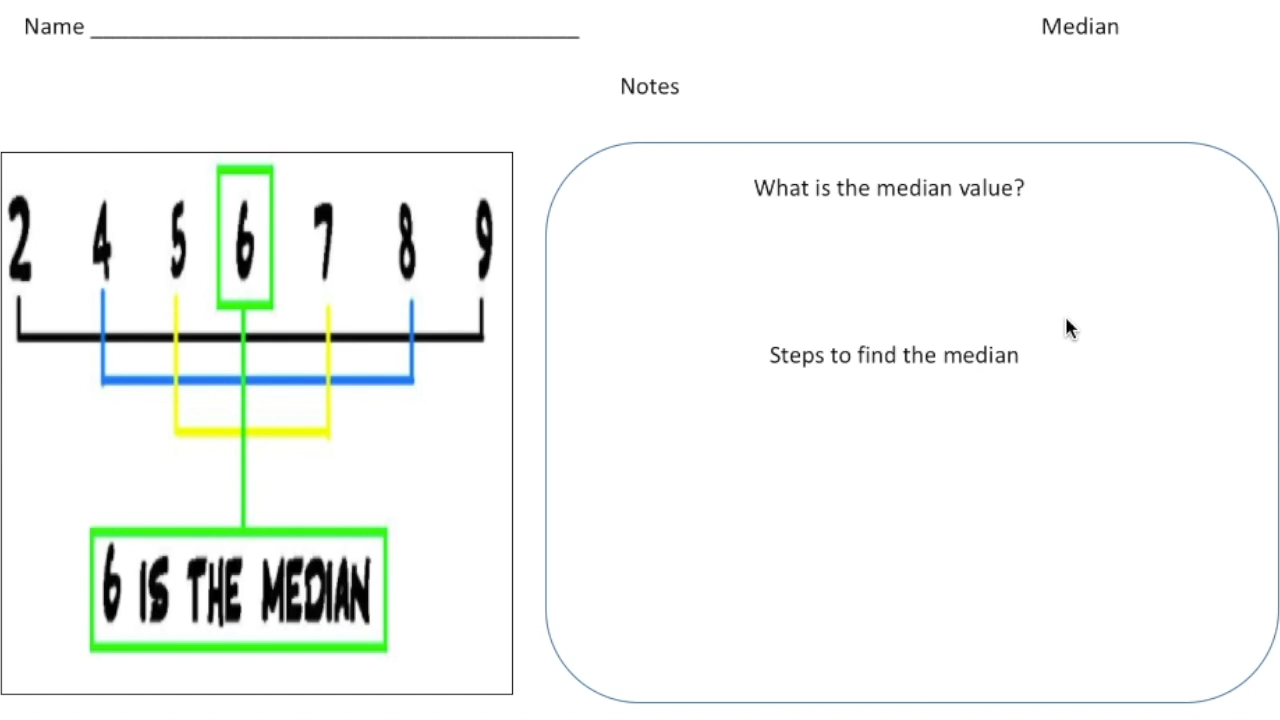 Name ________________________________________ Median
Notes
2 4 5 6 7 8 9
6 IS THE MEDIAN
What is the median value?
Steps to find the median